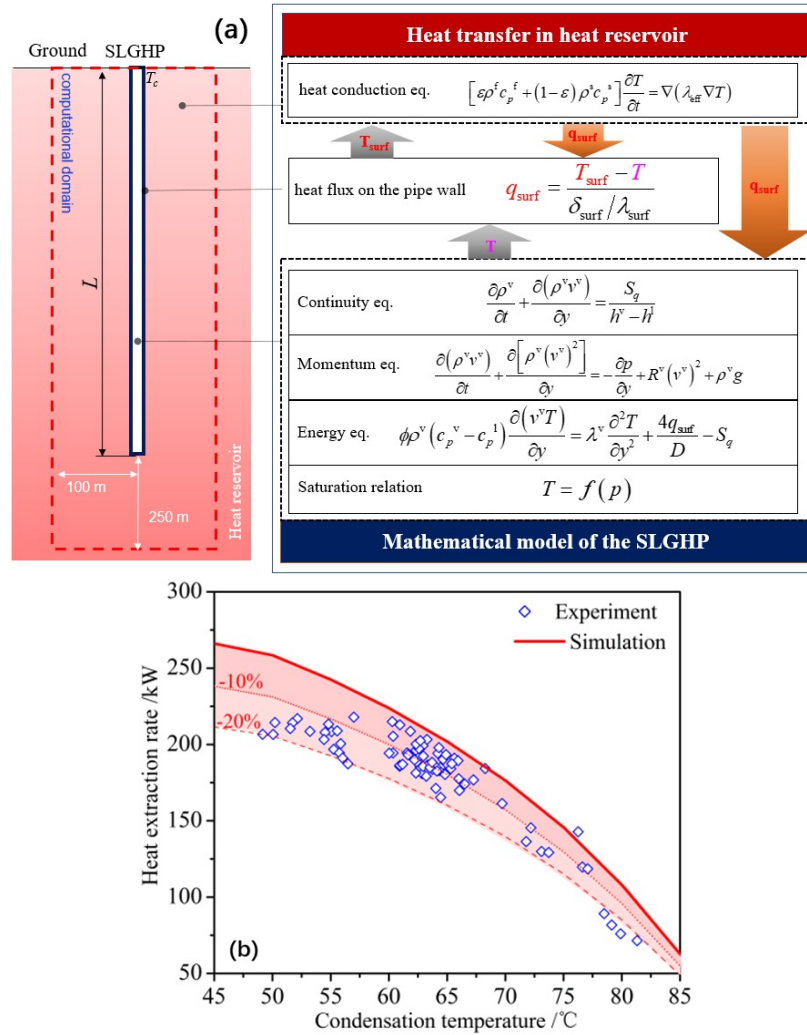 (a)
Ground SLGHP
T_c
computational domain
L
100 m
250 m
Heat reservoir
Heat transfer in heat reservoir
heat conduction eq. [ερ^f c_p^f + (1-ε) ρ^s c_p^s] ∂T/∂t = ∇(λ_eff ∇T)
T_surf
q_surf
q_surf
heat flux on the pipe wall q_surf = (T_surf − T)/(δ_surf/λ_surf)
T
Continuity eq. ∂ρ^v/∂t + ∂(ρ^v v^v)/∂y = S_q/(h^v − h^l)
Momentum eq. ∂(ρ^v v^v)/∂t + ∂[ρ^v (v^v)^2]/∂y = −∂p/∂y + R^v (v^v)^2 + ρ^v g
Energy eq. ϕρ^v (c_p^v − c_p^l) ∂(v^v T)/∂y = λ^v ∂^2T/∂y^2 + 4q_surf/D − S_q
Saturation relation T = f(p)
Mathematical model of the SLGHP
300
250
200
150
100
50
Heat extraction rate /kW
Experiment
Simulation
-10%
-20%
(b)
45 50 55 60 65 70 75 80 85
Condensation temperature /℃